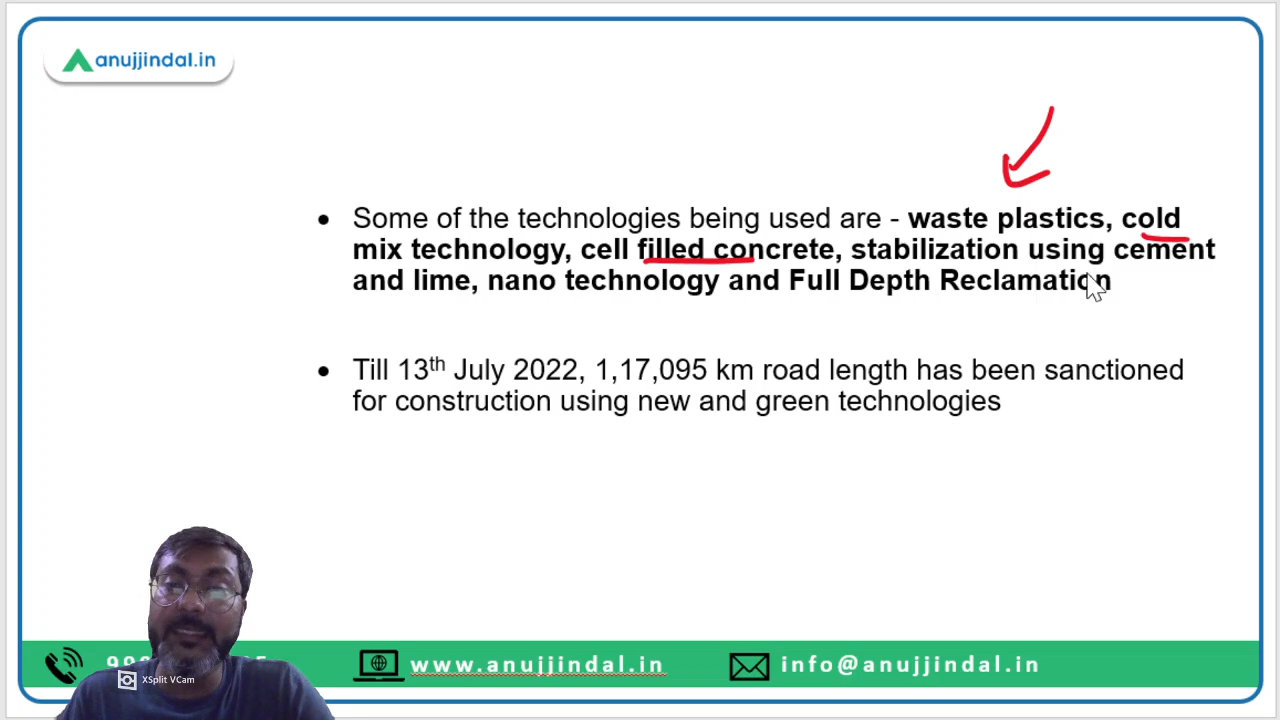 anujjindal.in
• Some of the technologies being used are - waste plastics, cold
mix technology, cell filled concrete, stabilization using cement
and lime, nano technology and Full Depth Reclamation
• Till 13th July 2022, 1,17,095 km road length has been sanctioned
for construction using new and green technologies
www.anujjindal.in
info@anujjindal.in
XSplit VCam